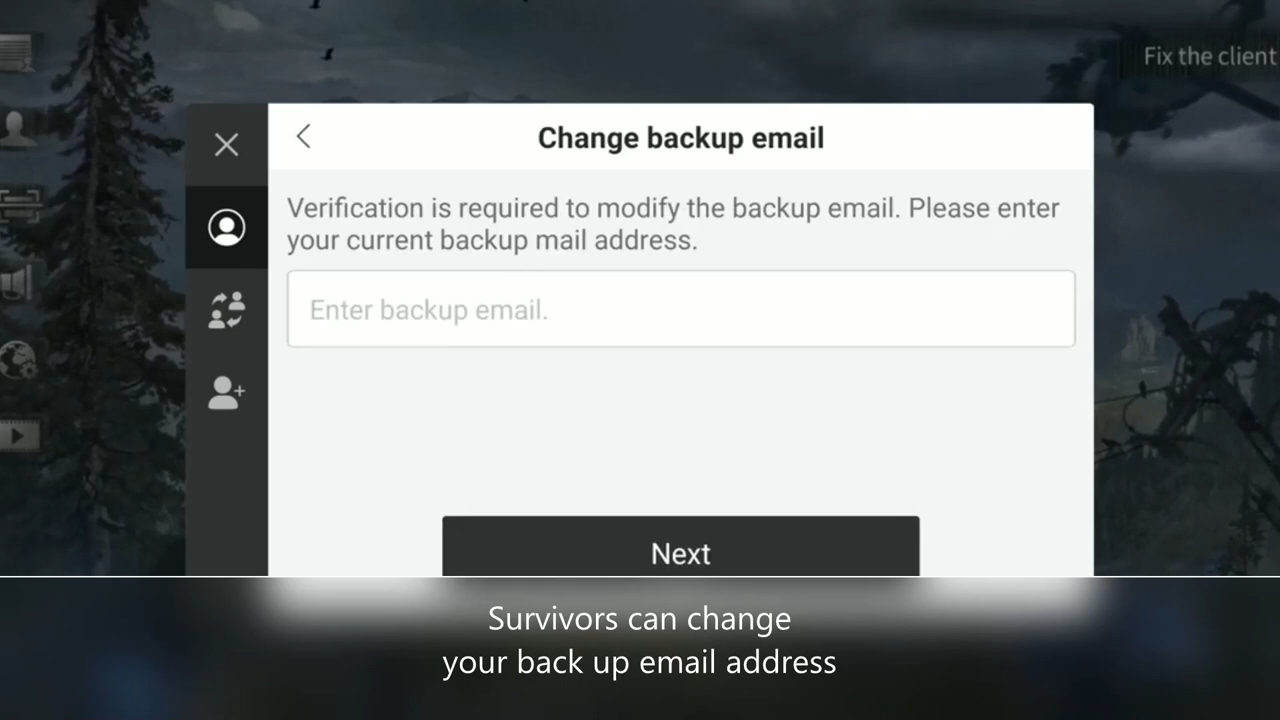 Fix the client
Change backup email
Verification is required to modify the backup email. Please enter
your current backup mail address.
Enter backup email.
Next
Survivors can change
your back up email address